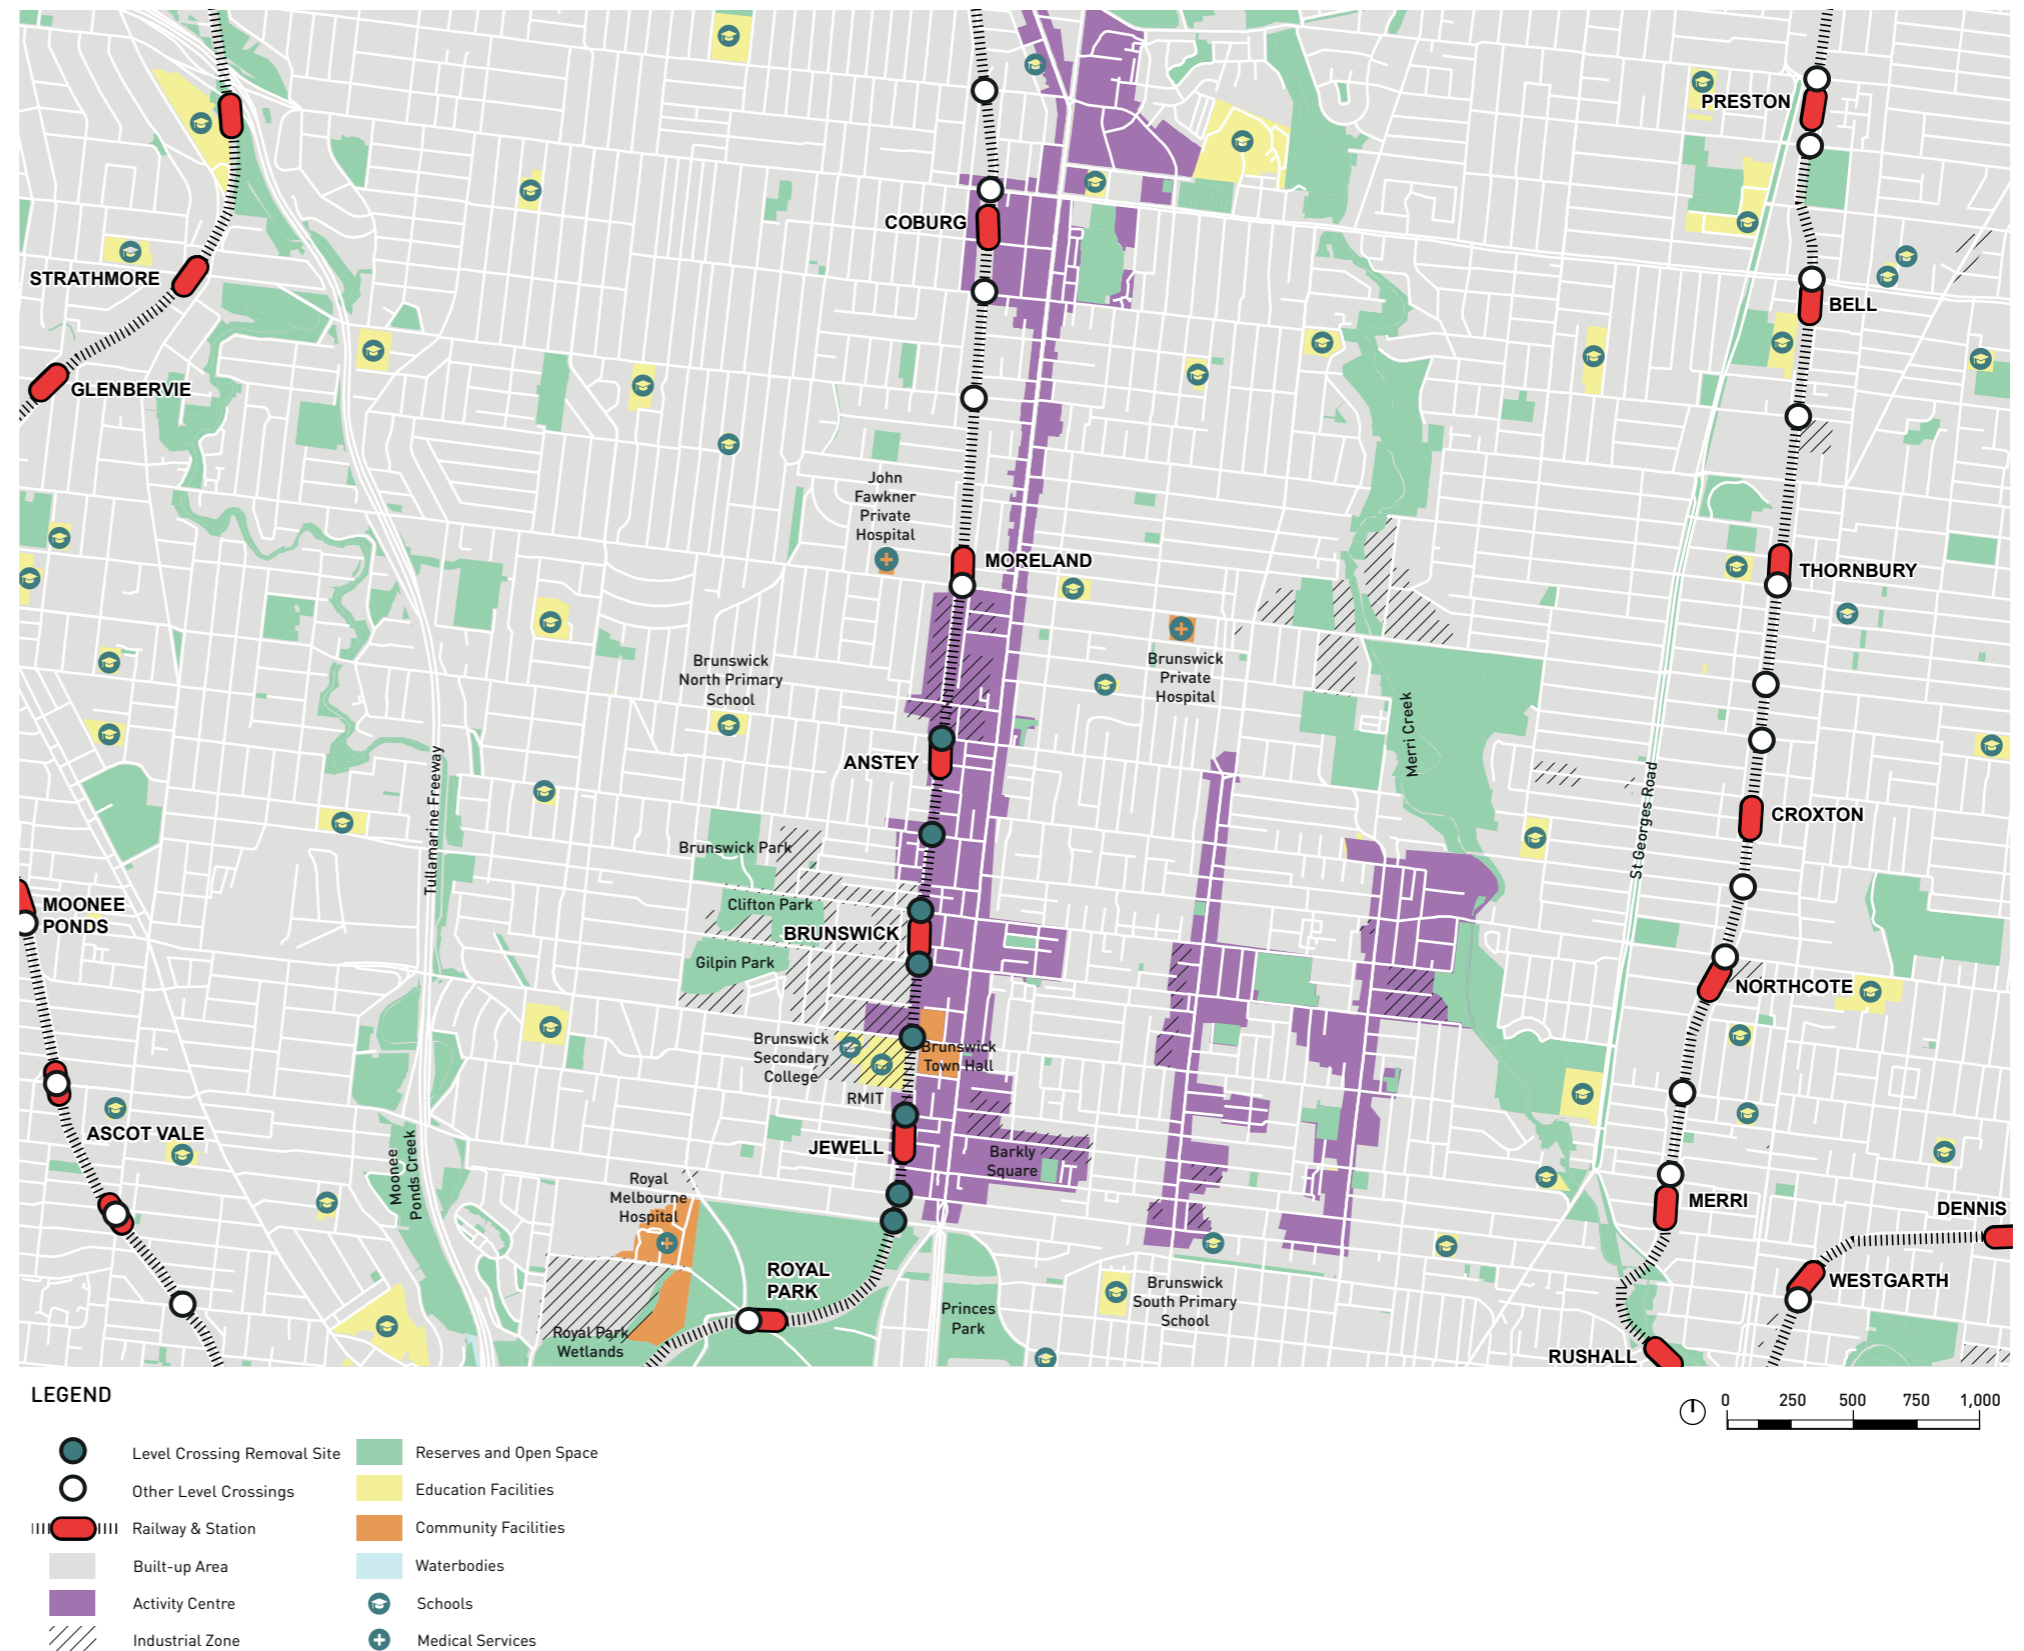 PRESTON
COBURG
STRATHMORE
BELL
GLENBERVIE
John
Fawkner
Private
Hospital
MORELAND
THORNBURY
Brunswick
North Primary
School
Brunswick
Private
Hospital
Merri Creek
ANSTEY
Tullamarine Freeway
St Georges Road
CROXTON
Brunswick Park
Clifton Park
MOONEE
PONDS
BRUNSWICK
Gilpin Park
NORTHCOTE
Brunswick
Secondary
College
Brunswick
Town Hall
RMIT
ASCOT VALE
JEWELL
Barkly
Square
Moonee
Ponds Creek
Royal
Melbourne
Hospital
MERRI
DENNIS
ROYAL
PARK
WESTGARTH
Brunswick
South Primary
School
Princes
Park
Royal Park
Wetlands
RUSHALL
LEGEND
0 250 500 750 1,000
Level Crossing Removal Site
Other Level Crossings
Railway & Station
Built-up Area
Activity Centre
Industrial Zone
Reserves and Open Space
Education Facilities
Community Facilities
Waterbodies
Schools
Medical Services